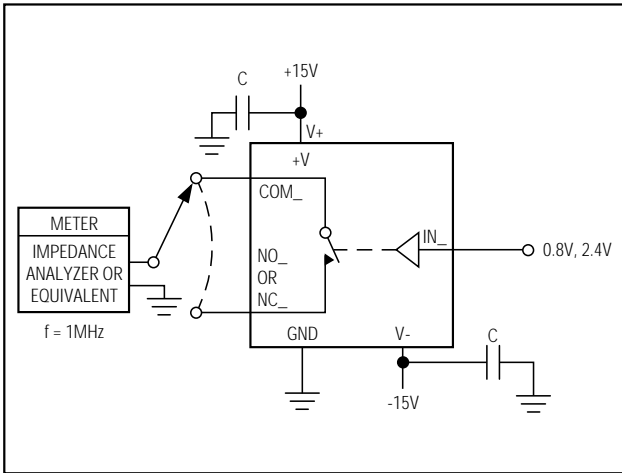 C
+15V
V+
+V
COM_
METER
IMPEDANCE
ANALYZER OR
EQUIVALENT
f = 1MHz
NO_
OR
NC_
IN_
0.8V, 2.4V
GND
V-
C
-15V